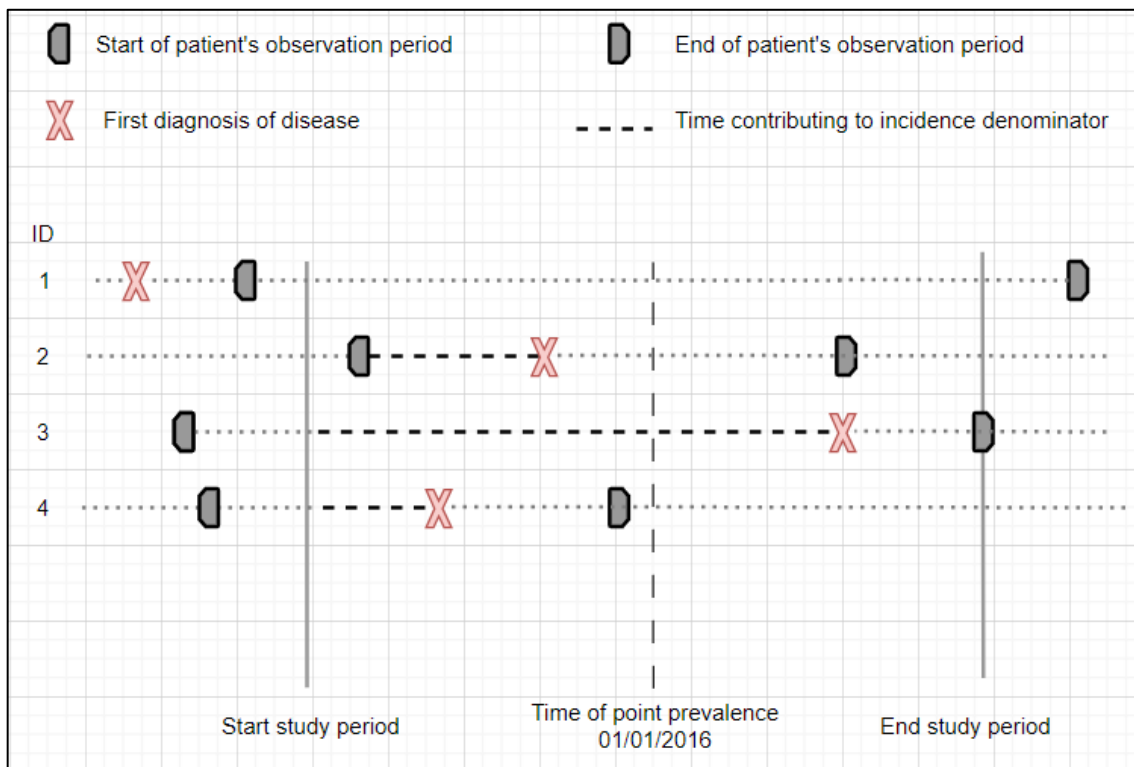 Start of patient's observation period
End of patient's observation period
First diagnosis of disease
Time contributing to incidence denominator
ID
1
2
3
4
Start study period
Time of point prevalence
01/01/2016
End study period